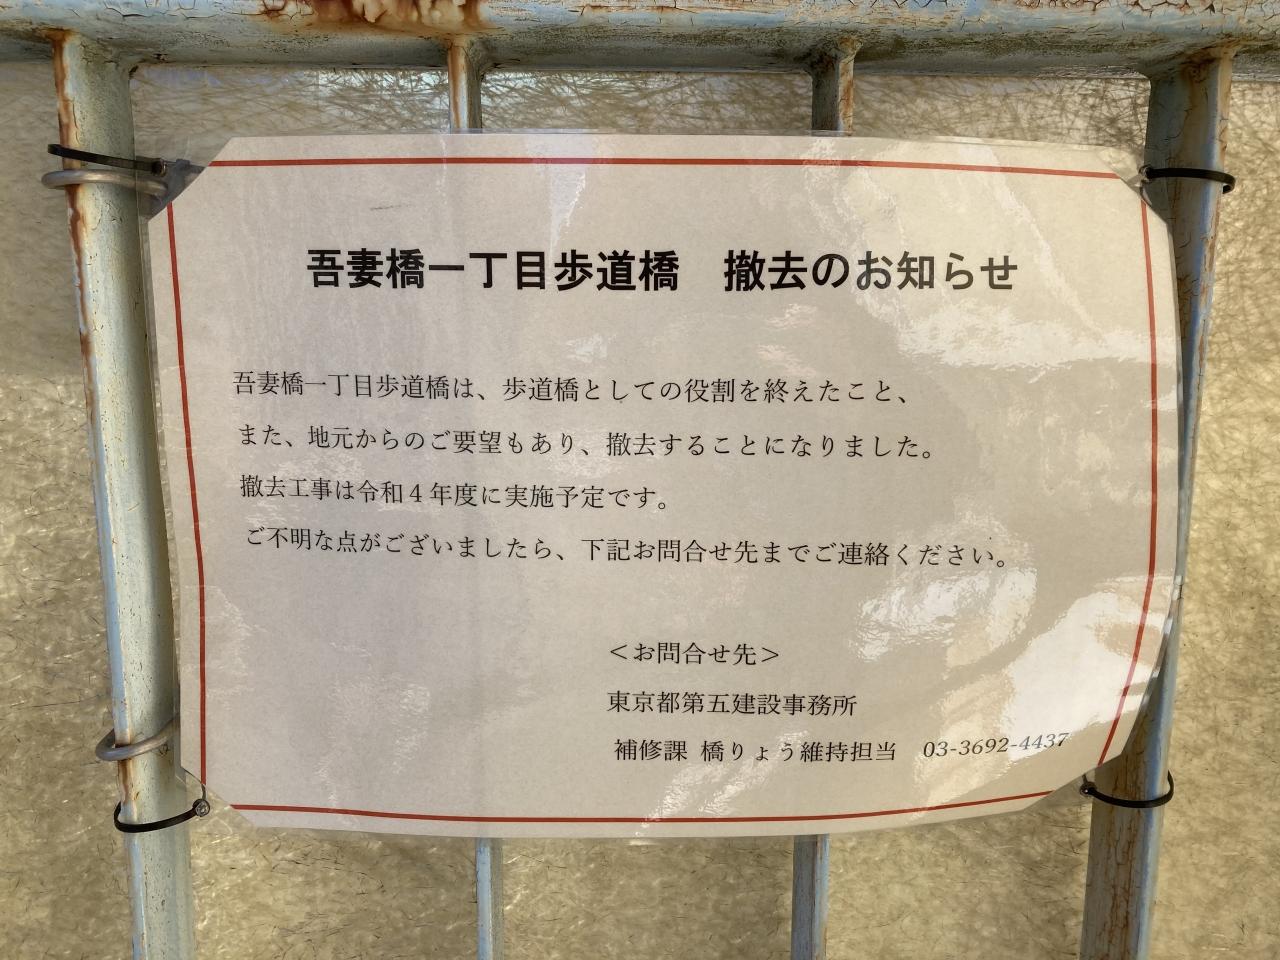 吾妻橋一丁目歩道橋　撤去のお知らせ
吾妻橋一丁目歩道橋は、歩道橋としての役割を終えたこと、
また、地元からのご要望もあり、撤去することになりました。
撤去工事は令和４年度に実施予定です。
ご不明な点がございましたら、下記お問合せ先までご連絡ください。
＜お問合せ先＞
東京都第五建設事務所
補修課 橋りょう維持担当　03-3692-4437